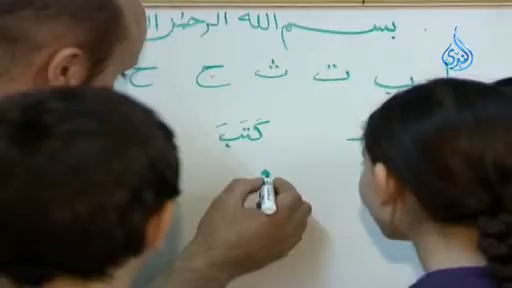 بسم الله الرحمن
ب ت ث ج ح
كَتَبَ